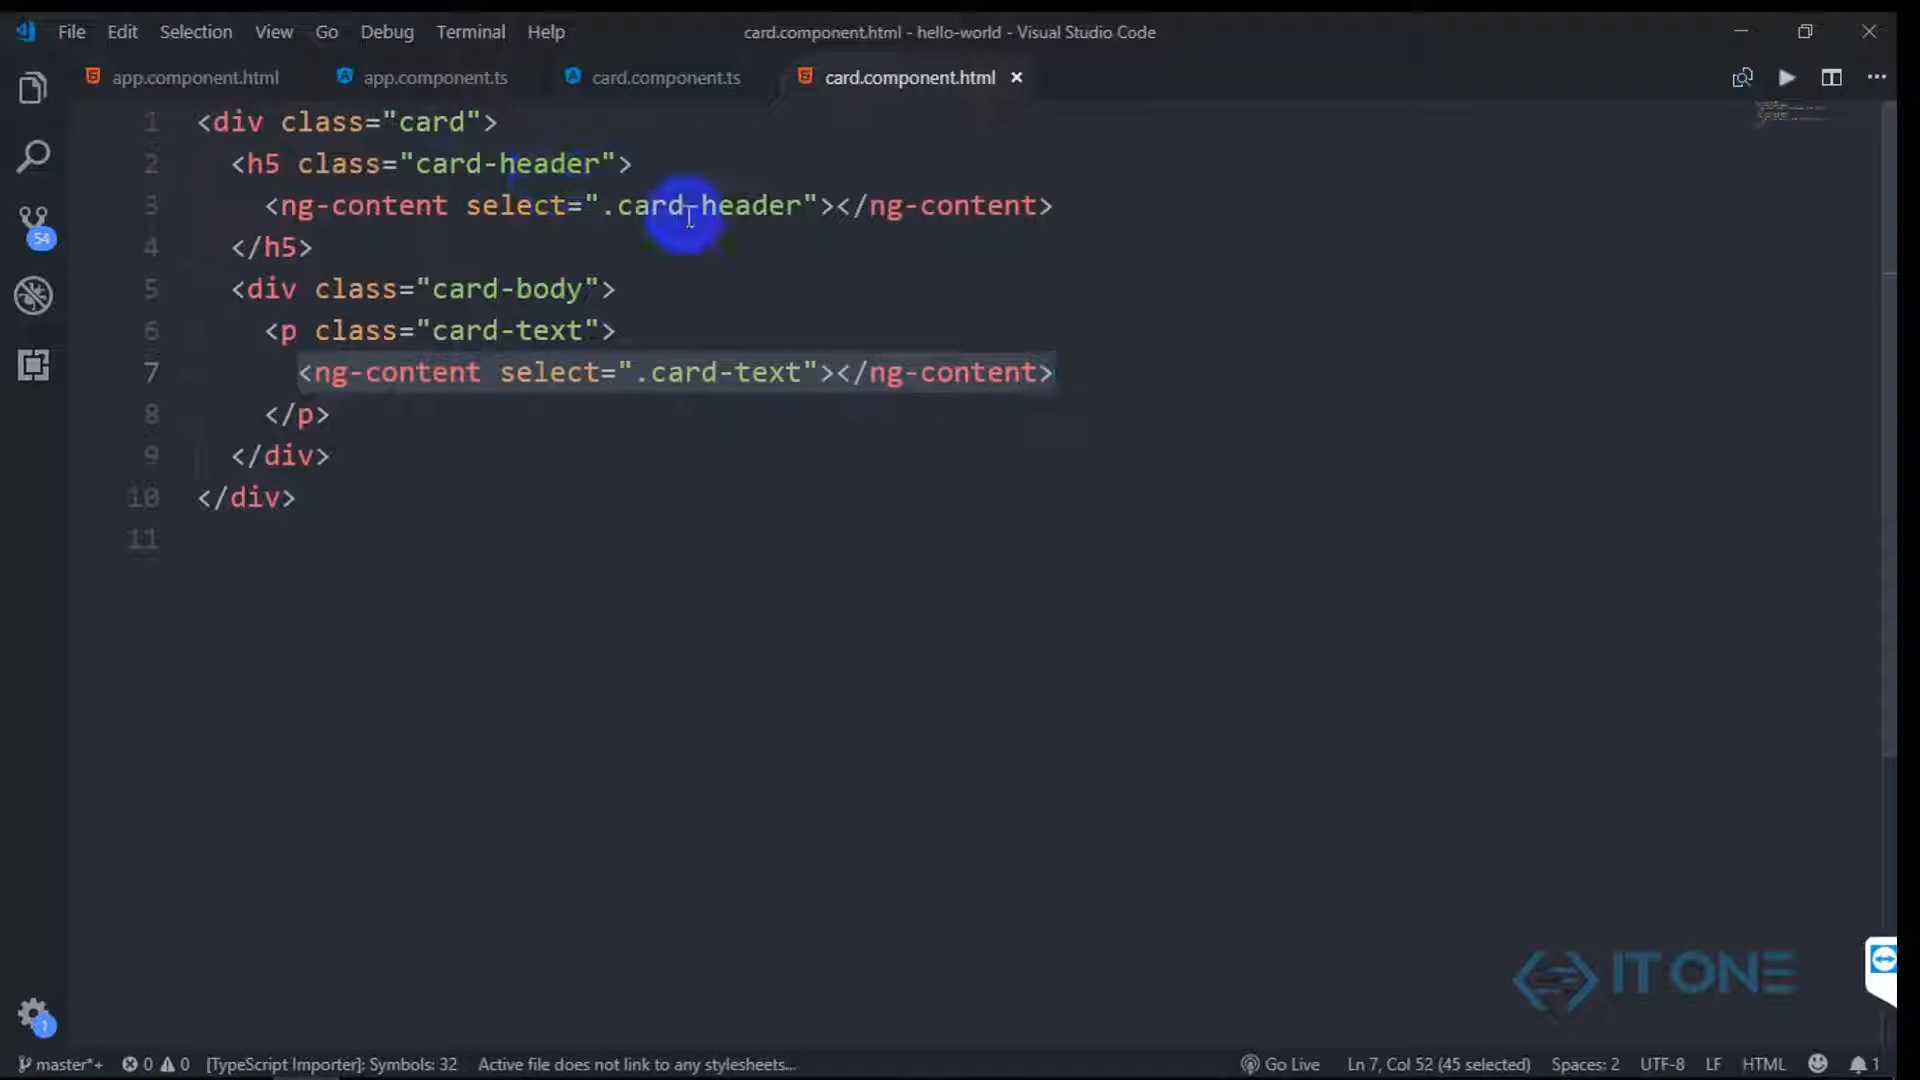 File Edit Selection View Go Debug Terminal Help card.component.html - hello-world - Visual Studio Code
app.component.html app.component.ts card.component.ts card.component.html
1 <div class="card">
2 <h5 class="card-header">
3 <ng-content select=".card-header"></ng-content>
4 </h5>
5 <div class="card-body">
6 <p class="card-text">
7 <ng-content select=".card-text"></ng-content>
8 </p>
9 </div>
10 </div>
11
54
IT ONE
1
master*+ 0 0 [TypeScript Importer]: Symbols: 32 Active file does not link to any stylesheets... Go Live Ln 7, Col 52 (45 selected) Spaces: 2 UTF-8 LF HTML 1